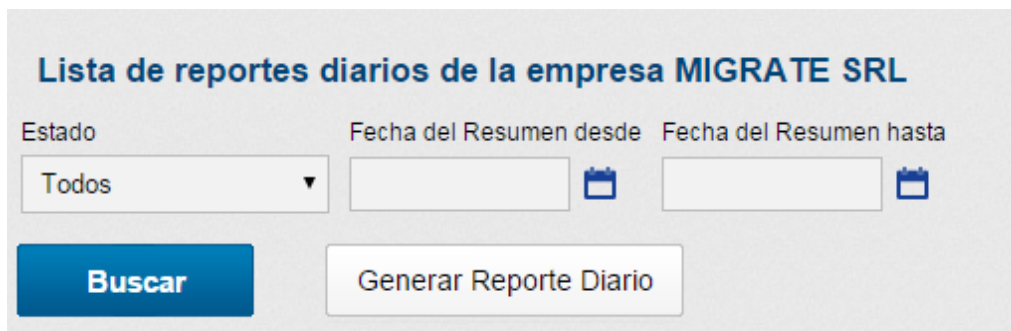 Lista de reportes diarios de la empresa MIGRATE SRL
Estado Fecha del Resumen desde Fecha del Resumen hasta
Todos
Buscar Generar Reporte Diario